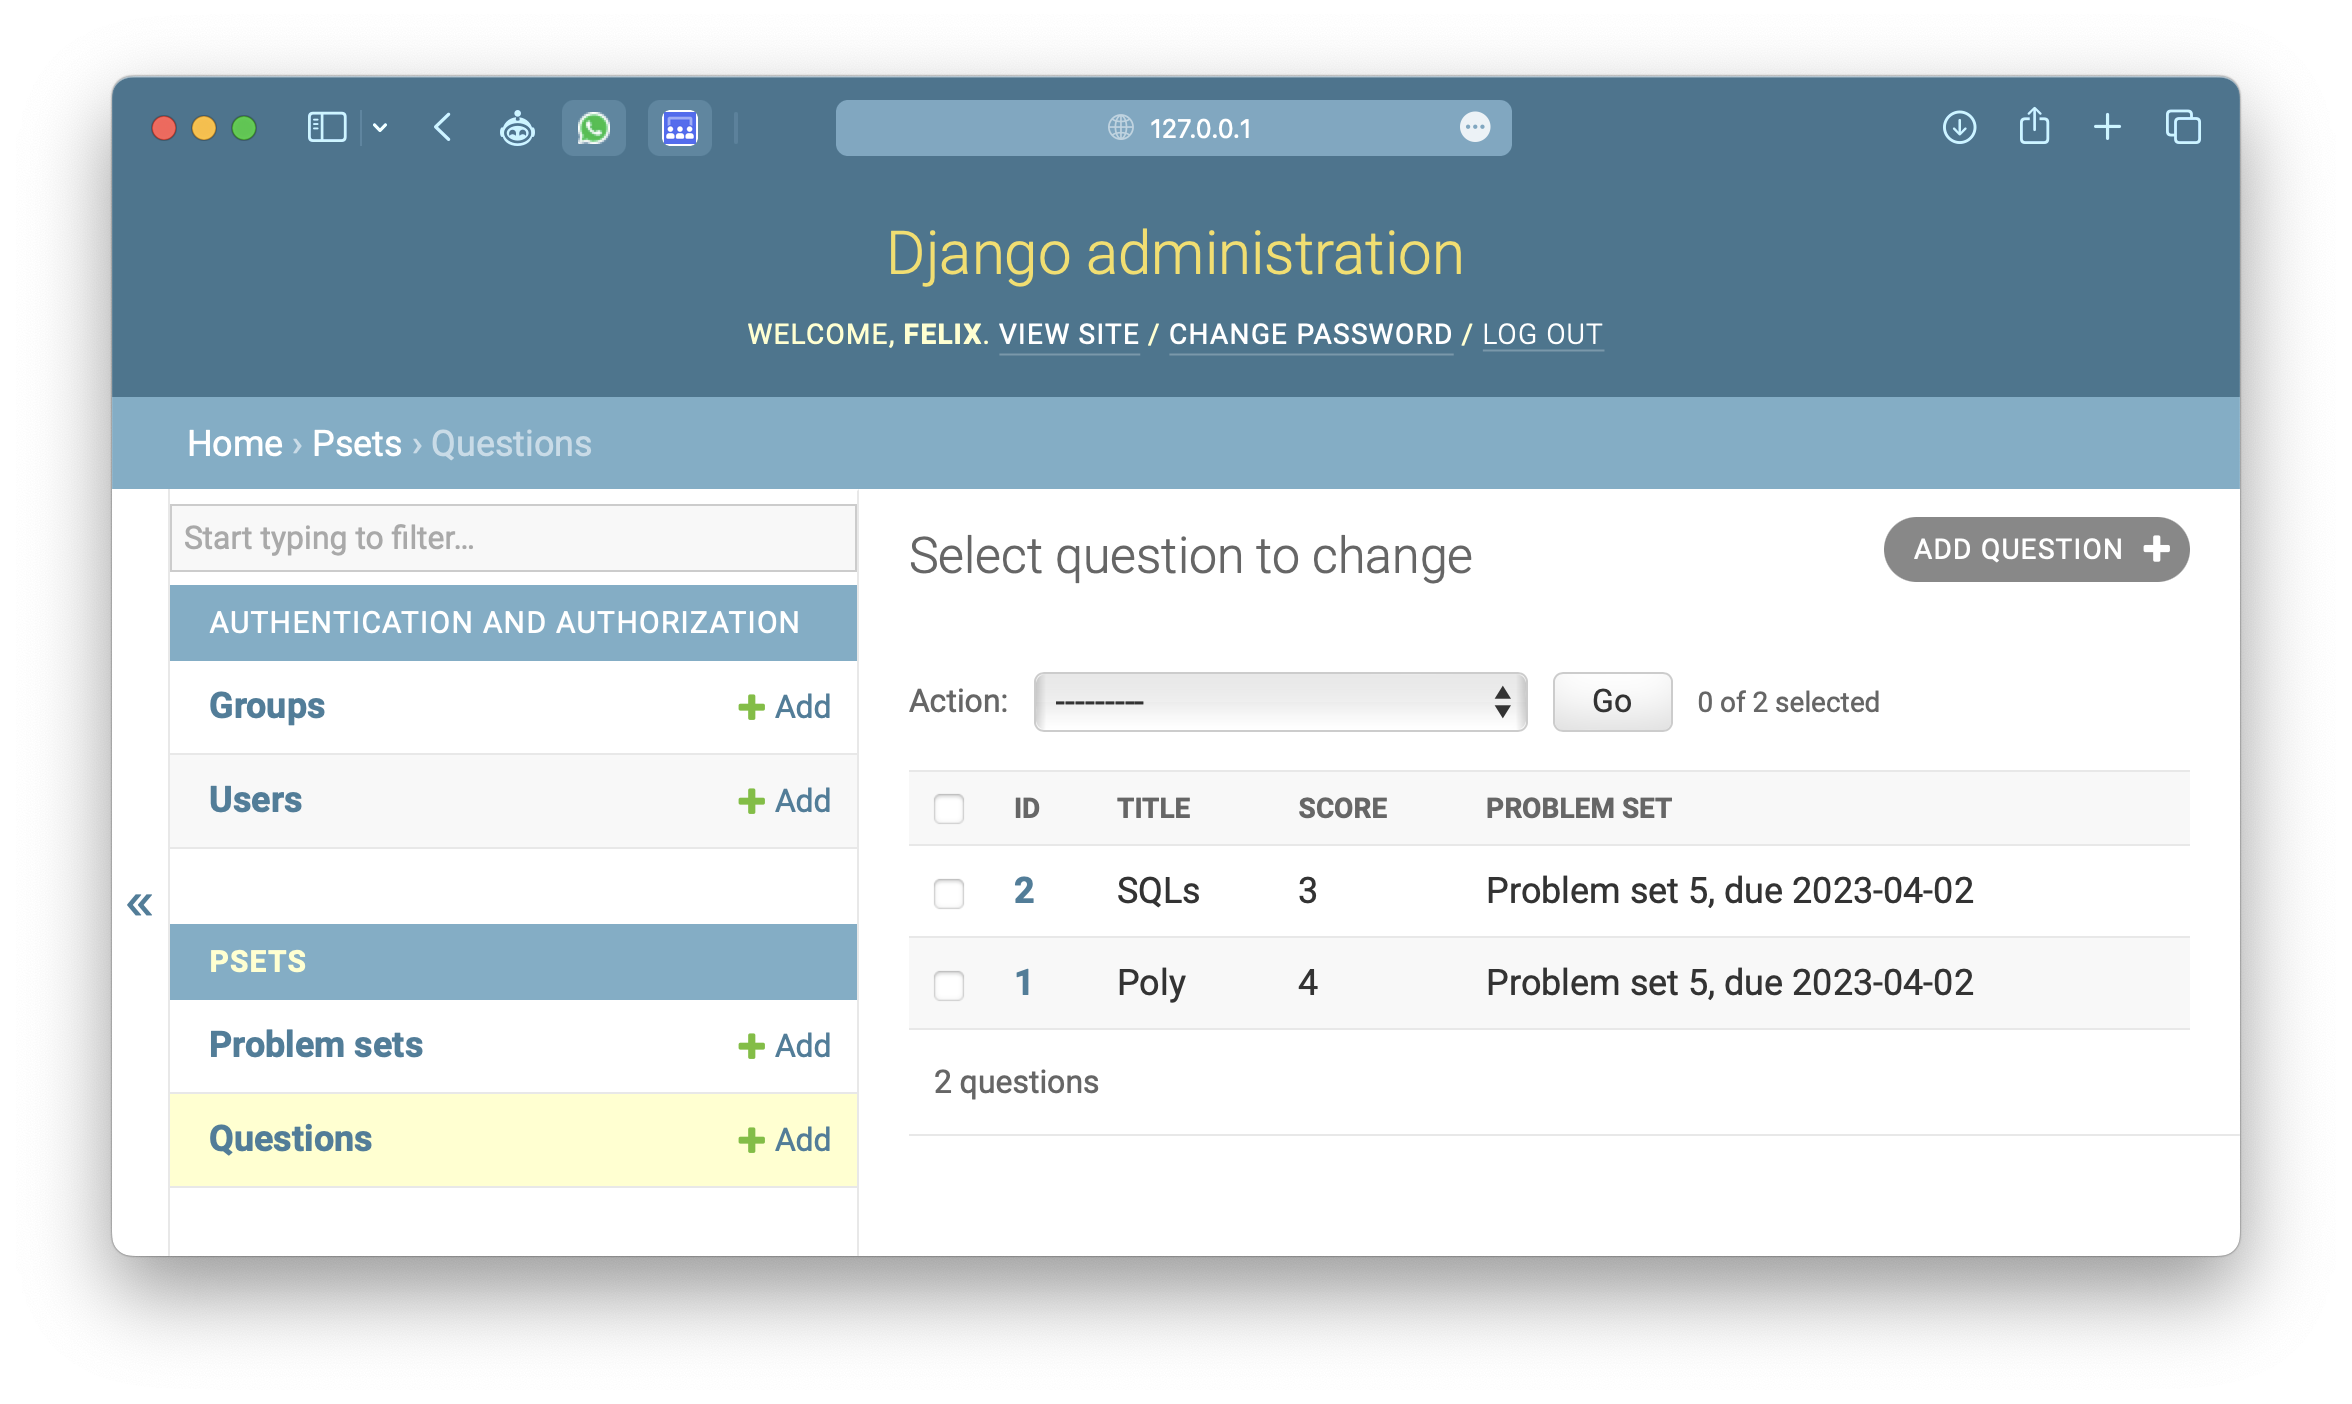 127.0.0.1
Django administration
WELCOME, FELIX. VIEW SITE / CHANGE PASSWORD / LOG OUT
Home › Psets › Questions
Start typing to filter...
AUTHENTICATION AND AUTHORIZATION
Groups + Add
Users + Add
PSETS
Problem sets + Add
Questions + Add
«
Select question to change
ADD QUESTION +
Action: --------- Go 0 of 2 selected
ID TITLE SCORE PROBLEM SET
2 SQLs 3 Problem set 5, due 2023-04-02
1 Poly 4 Problem set 5, due 2023-04-02
2 questions